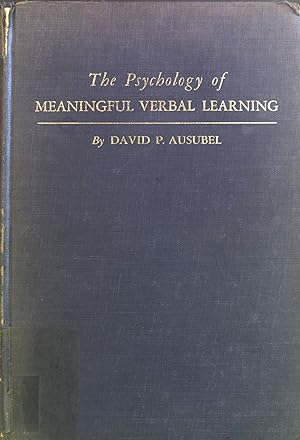 The Psychology of
MEANINGFUL VERBAL LEARNING
By DAVID P. AUSUBEL